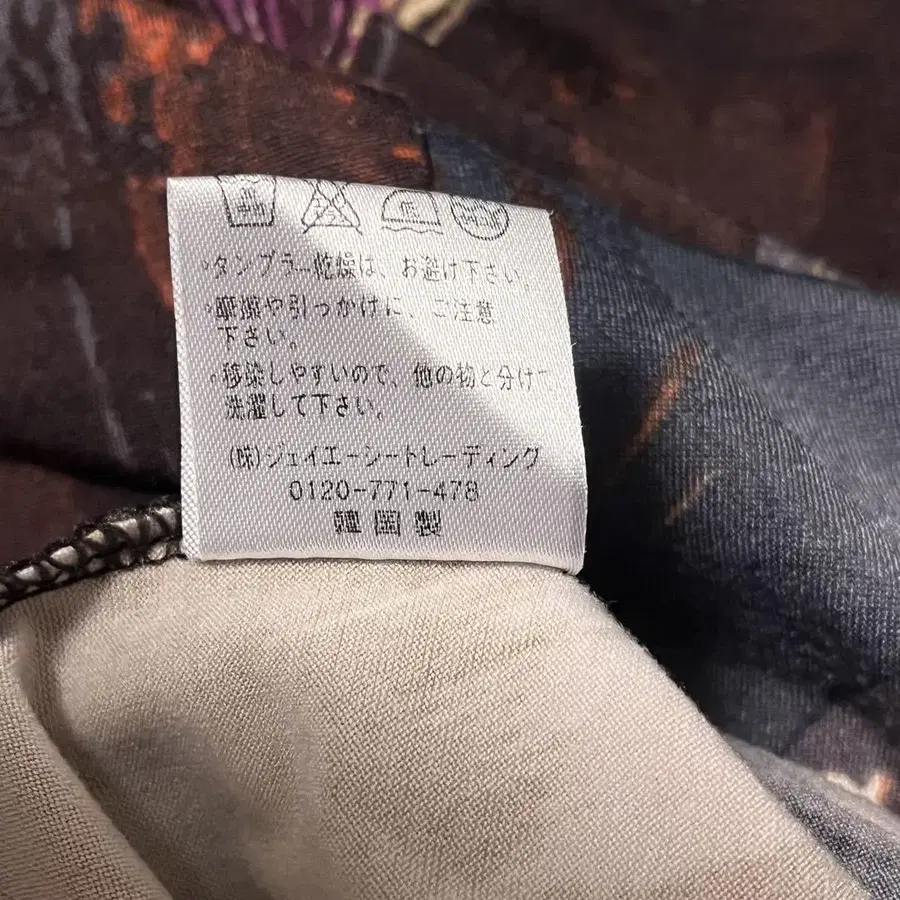 タンブラー乾燥は、お避け下さい。
摩擦や引っかけに、ご注意
下さい。
移染しやすいので、他の物と分けて、
洗濯して下さい。
(株)ジェイエーシートレーディング
0120-771-478
韓国製